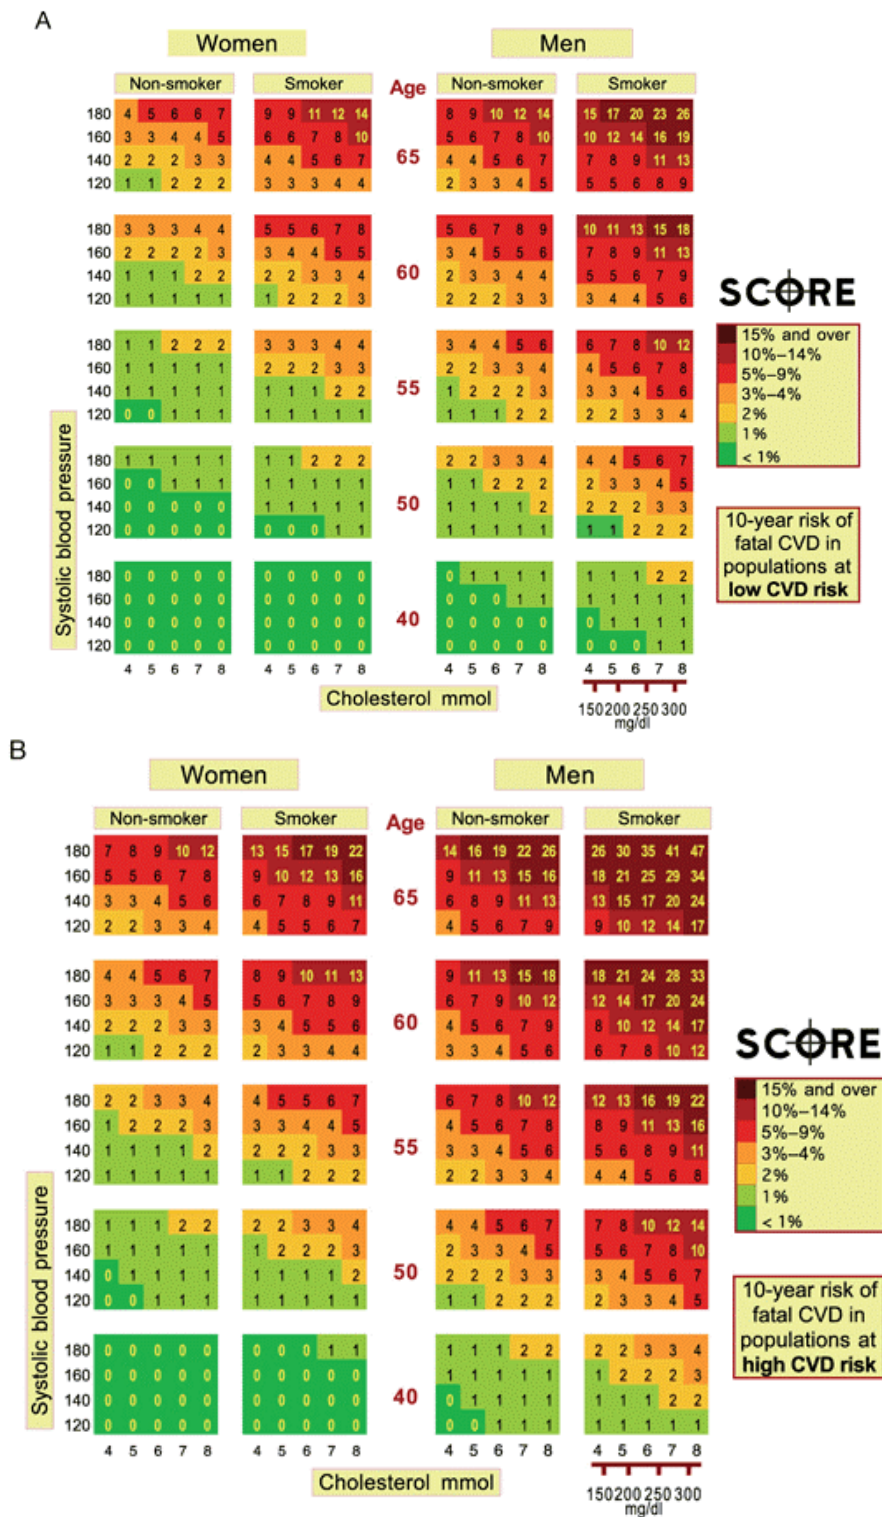 A
Women Men
Non-smoker Smoker Age Non-smoker Smoker
180 4 5 6 6 7 9 9 11 12 14 8 9 10 12 14 15 17 20 23 26
160 3 3 4 4 5 6 6 7 8 10 5 6 7 8 10 10 12 14 16 19
140 2 2 2 3 3 4 4 5 6 7 65 4 4 5 6 7 7 8 9 11 13
120 1 1 2 2 2 3 3 3 4 4 2 3 3 4 5 5 5 6 8 9
180 3 3 3 4 4 5 5 6 7 8 5 6 7 8 9 10 11 13 15 18
160 2 2 2 2 3 3 4 4 5 5 3 4 5 5 6 7 8 9 11 13
140 1 1 1 2 2 2 2 3 3 4 60 2 3 3 4 4 5 5 6 7 9
120 1 1 1 1 1 1 2 2 2 3 2 2 2 3 3 3 4 4 5 6
180 1 1 2 2 2 3 3 3 4 4 3 4 4 5 6 6 7 8 10 12
160 1 1 1 1 1 2 2 2 3 3 2 2 3 3 4 4 5 6 7 8
140 1 1 1 1 1 1 1 1 2 2 55 1 2 2 2 3 3 3 4 5 6
120 0 0 1 1 1 1 1 1 1 1 1 1 1 2 2 2 2 3 3 4
180 1 1 1 1 1 1 1 2 2 2 2 2 3 3 4 4 4 5 6 7
160 0 0 1 1 1 1 1 1 1 1 1 1 2 2 2 2 3 3 4 5
140 0 0 0 0 0 1 1 1 1 1 50 1 1 1 1 2 2 2 2 3 3
120 0 0 0 0 0 0 0 0 1 1 1 1 1 1 1 1 1 2 2 2
180 0 0 0 0 0 0 0 0 0 0 0 1 1 1 1 1 1 1 2 2
160 0 0 0 0 0 0 0 0 0 0 0 0 0 1 1 1 1 1 1 1
140 0 0 0 0 0 0 0 0 0 0 40 0 0 0 0 0 0 1 1 1 1
120 0 0 0 0 0 0 0 0 0 0 0 0 0 0 0 0 0 0 1 1
4 5 6 7 8 4 5 6 7 8 4 5 6 7 8 4 5 6 7 8
Systolic blood pressure
Cholesterol mmol
150 200 250 300
mg/dl
SCORE
15% and over
10%–14%
5%–9%
3%–4%
2%
1%
< 1%
10-year risk of
fatal CVD in
populations at
low CVD risk
B
Women Men
Non-smoker Smoker Age Non-smoker Smoker
180 7 8 9 10 12 13 15 17 19 22 14 16 19 22 26 26 30 35 41 47
160 5 5 6 7 8 9 10 12 13 16 9 11 13 15 16 18 21 25 29 34
140 3 3 4 5 6 6 7 8 9 11 65 6 8 9 11 13 13 15 17 20 24
120 2 2 3 3 4 4 5 5 6 7 4 5 6 7 9 9 10 12 14 17
180 4 4 5 6 7 8 9 10 11 13 9 11 13 15 18 18 21 24 28 33
160 3 3 3 4 5 5 6 7 8 9 6 7 9 10 12 12 14 17 20 24
140 2 2 2 3 3 3 4 5 5 6 60 4 5 6 7 9 8 10 12 14 17
120 1 1 2 2 2 2 3 3 4 4 3 3 4 5 6 6 7 8 10 12
180 2 2 3 3 4 4 5 5 6 7 6 7 8 10 12 12 13 16 19 22
160 1 2 2 2 3 3 3 4 4 5 4 5 6 7 8 8 9 11 13 16
140 1 1 1 1 2 2 2 2 3 3 55 3 3 4 5 6 5 6 8 9 11
120 1 1 1 1 1 1 1 2 2 2 2 2 3 3 4 4 4 5 6 8
180 1 1 1 2 2 2 2 3 3 4 4 4 5 6 7 7 8 10 12 14
160 1 1 1 1 1 1 2 2 2 3 2 3 3 4 5 5 6 7 8 10
140 0 1 1 1 1 1 1 1 1 2 50 2 2 2 3 3 3 4 5 6 7
120 0 0 1 1 1 1 1 1 1 1 1 1 2 2 2 2 3 3 4 5
180 0 0 0 0 0 0 0 0 1 1 1 1 1 2 2 2 2 3 3 4
160 0 0 0 0 0 0 0 0 0 0 1 1 1 1 1 1 2 2 2 3
140 0 0 0 0 0 0 0 0 0 0 40 0 1 1 1 1 1 1 1 2 2
120 0 0 0 0 0 0 0 0 0 0 0 0 1 1 1 1 1 1 1 1
4 5 6 7 8 4 5 6 7 8 4 5 6 7 8 4 5 6 7 8
Systolic blood pressure
Cholesterol mmol
150 200 250 300
mg/dl
SCORE
15% and over
10%–14%
5%–9%
3%–4%
2%
1%
< 1%
10-year risk of
fatal CVD in
populations at
high CVD risk